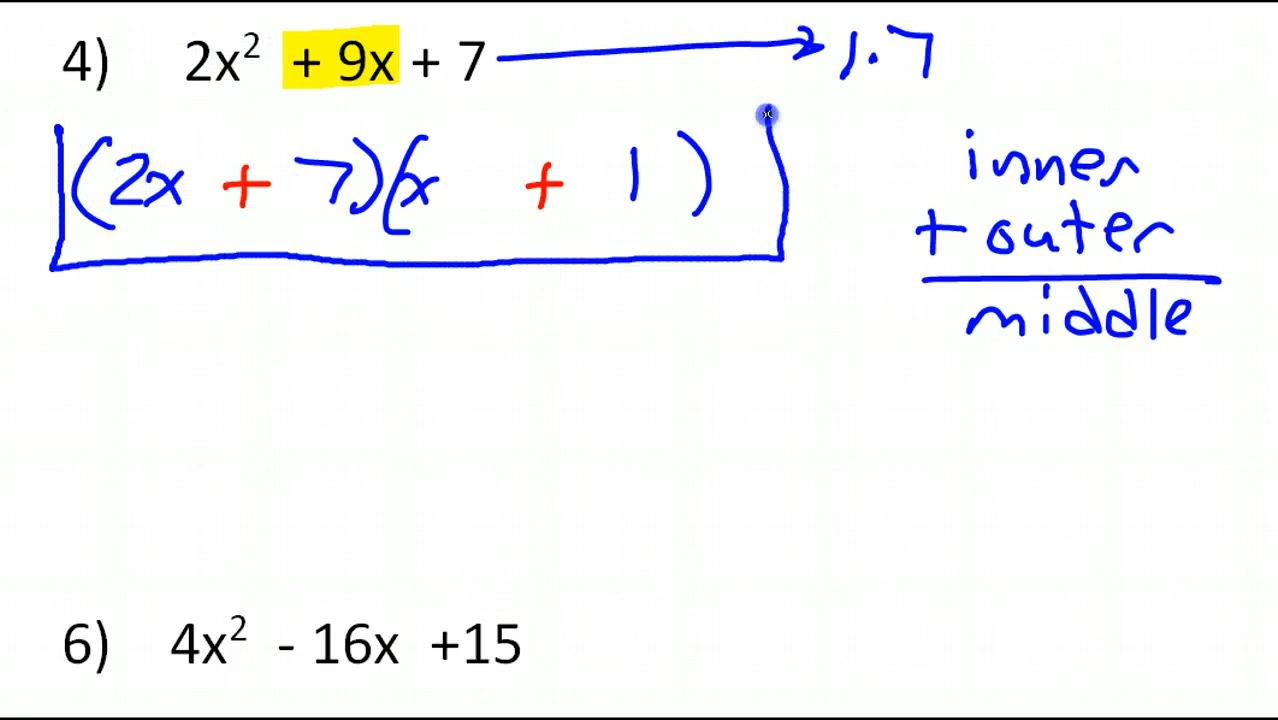 4) 2x² + 9x + 7 → 1·7
(2x + 7)(x + 1)
inner
+ outer
middle
6) 4x² - 16x +15